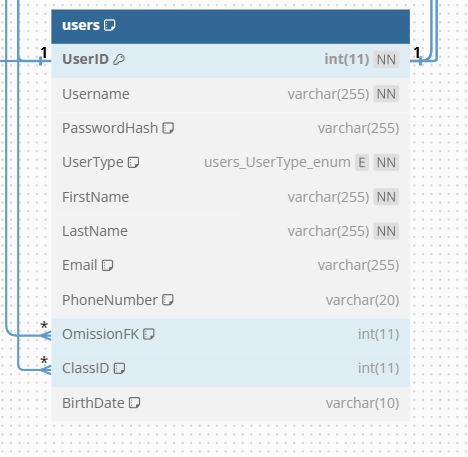 users
1 UserID int(11) NN 1
Username varchar(255) NN
PasswordHash varchar(255)
UserType users_UserType_enum E NN
FirstName varchar(255) NN
LastName varchar(255) NN
Email varchar(255)
PhoneNumber varchar(20)
* OmissionFK int(11)
* ClassID int(11)
BirthDate varchar(10)